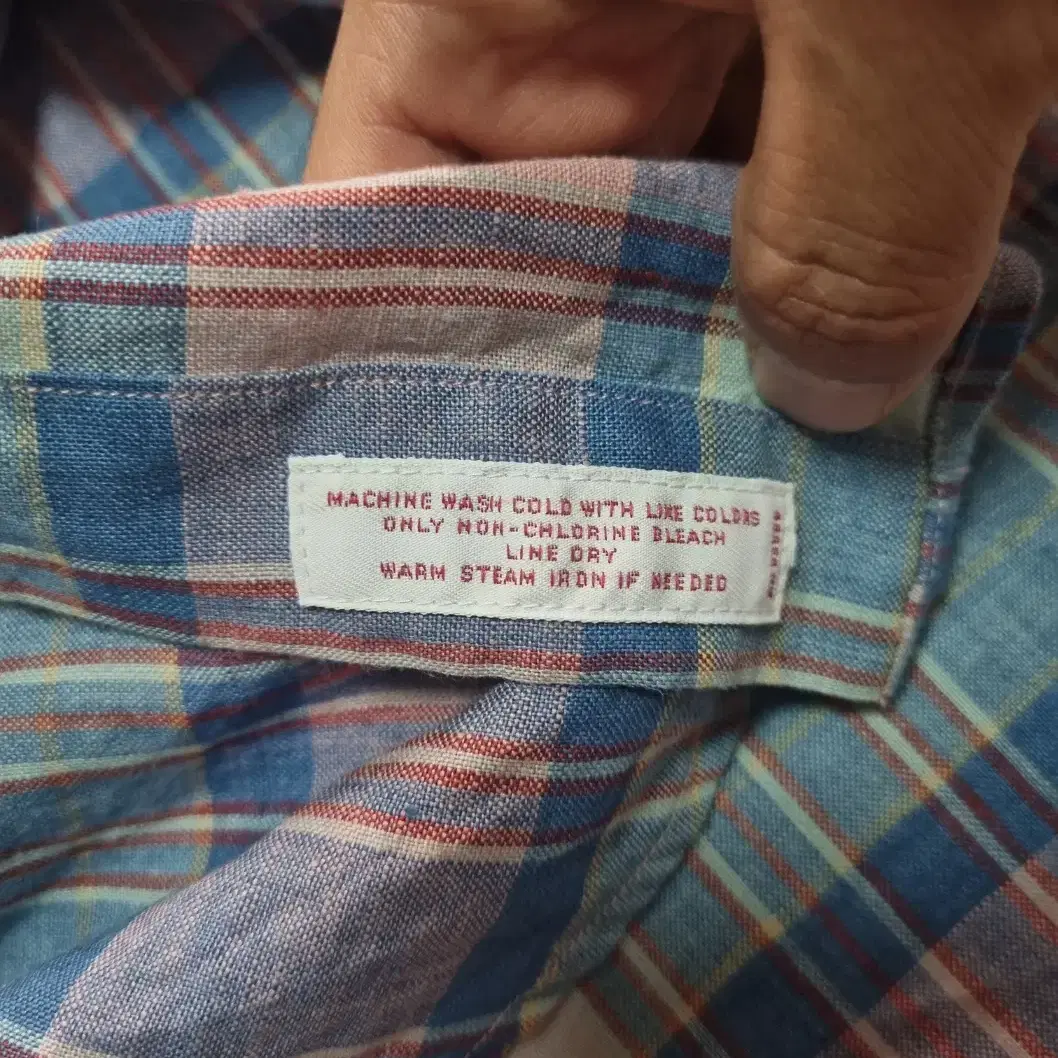 MACHINE WASH COLD WITH LIKE COLORS
ONLY NON-CHLORINE BLEACH
LINE DRY
WARM STEAM IRON IF NEEDED